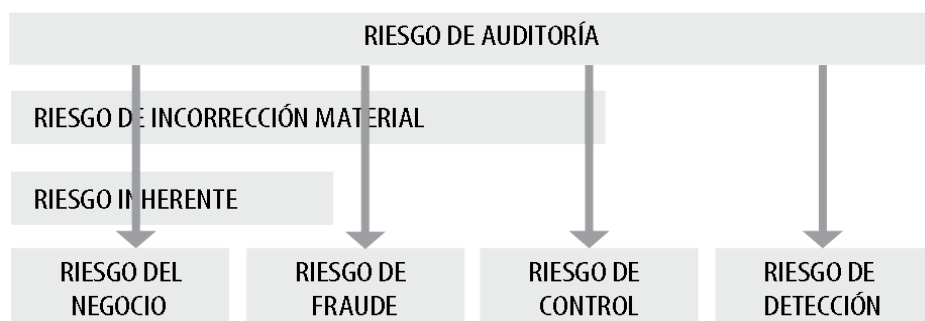 RIESGO DE AUDITORÍA
RIESGO DE INCORRECCIÓN MATERIAL
RIESGO INHERENTE
RIESGO DEL
NEGOCIO
RIESGO DE
FRAUDE
RIESGO DE
CONTROL
RIESGO DE
DETECCIÓN